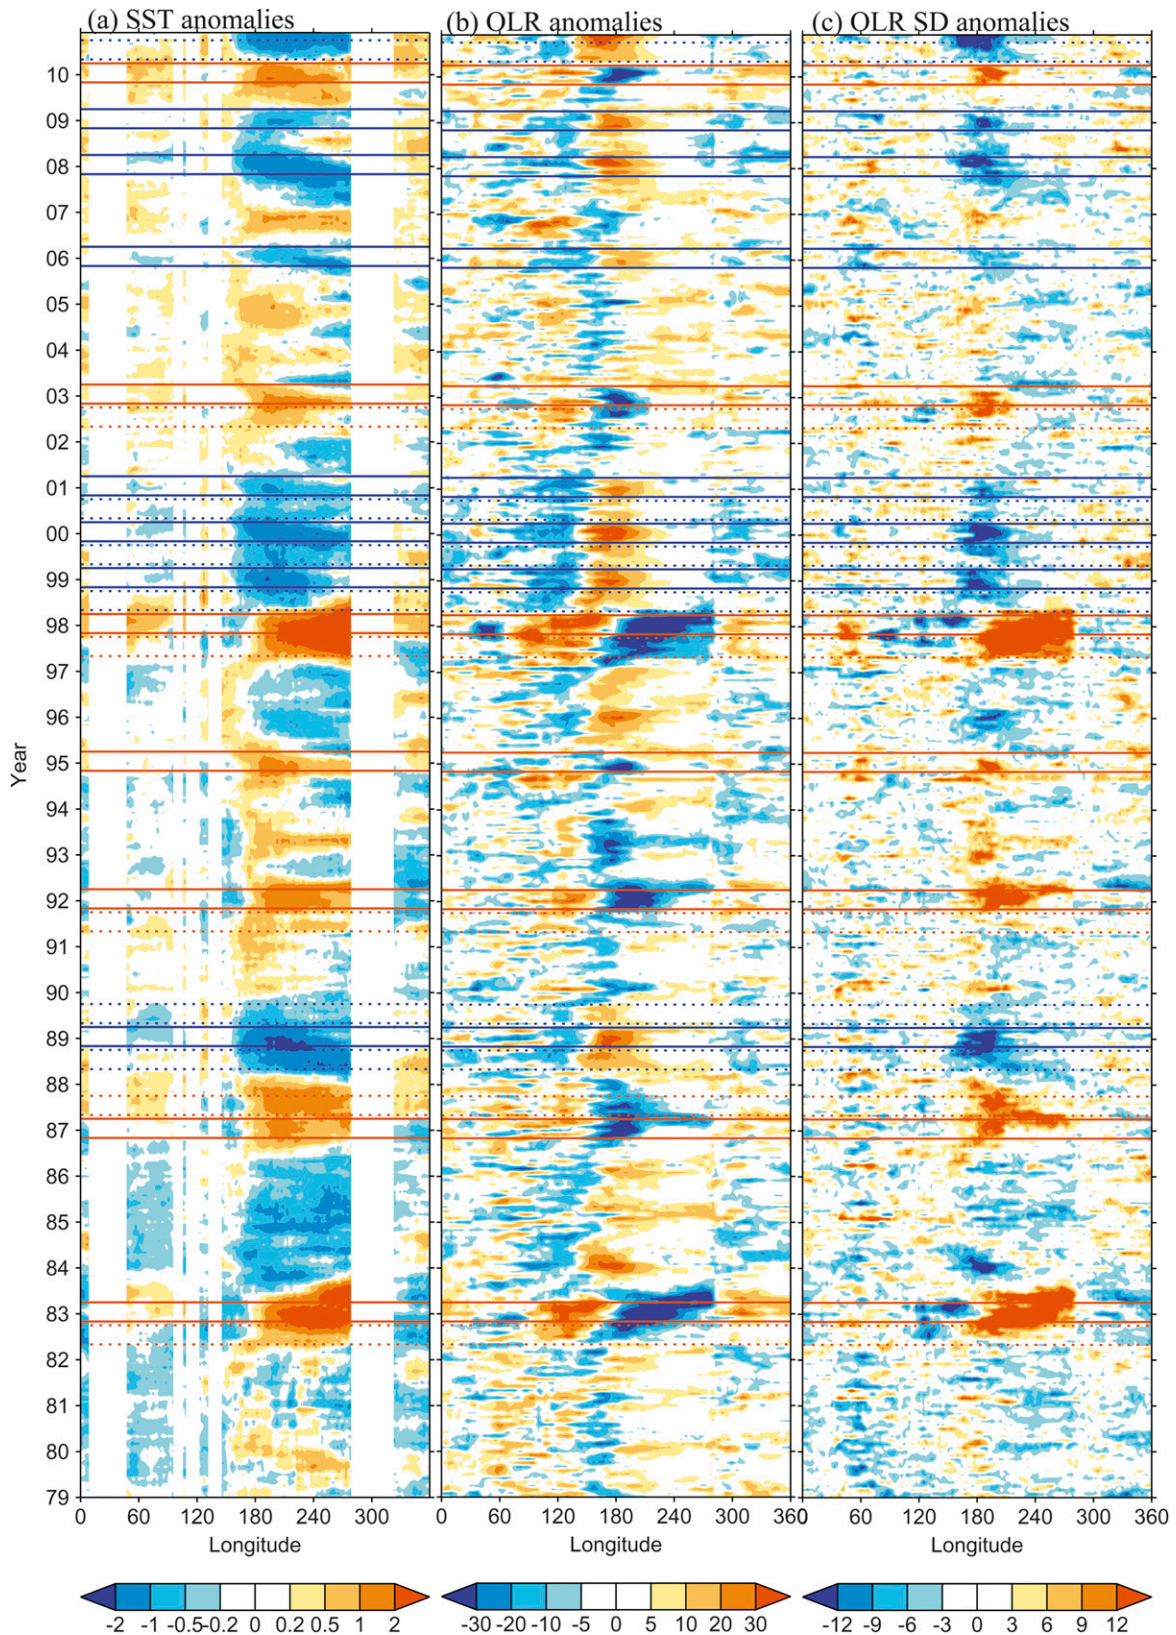 (a) SST anomalies
(b) OLR anomalies
(c) OLR SD anomalies
Year
10
09
08
07
06
05
04
03
02
01
00
99
98
97
96
95
94
93
92
91
90
89
88
87
86
85
84
83
82
81
80
79
0 60 120 180 240 300
0 60 120 180 240 300 360
0 60 120 180 240 300 360
Longitude Longitude Longitude
-2 -1 -0.5 -0.2 0 0.2 0.5 1 2
-30 -20 -10 -5 0 5 10 20 30
-12 -9 -6 -3 0 3 6 9 12